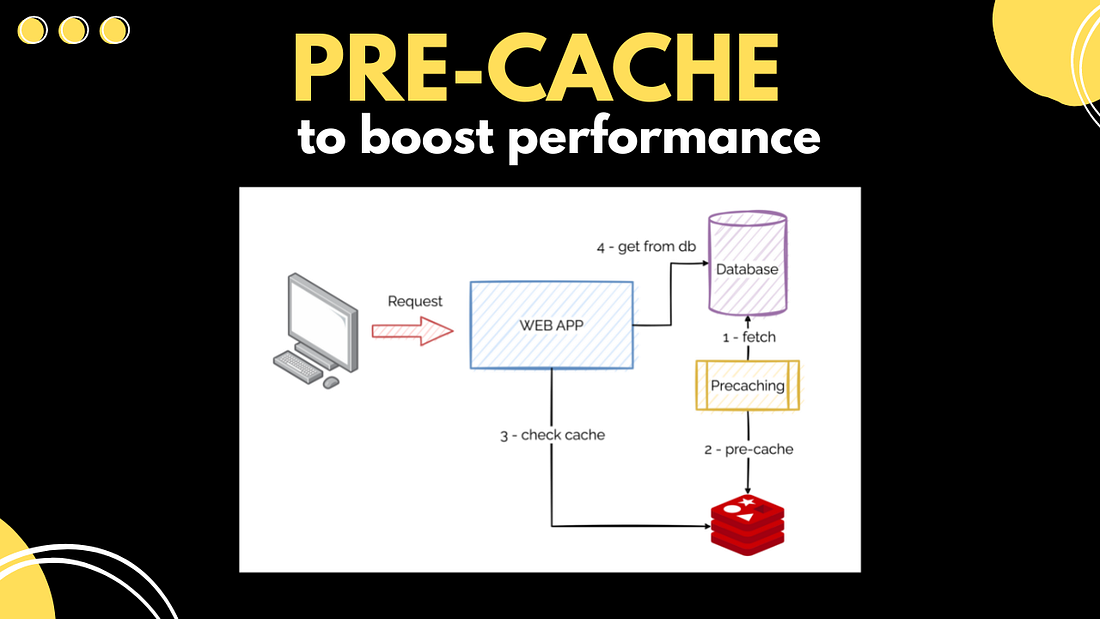 PRE-CACHE
to boost performance
4 - get from db
Database
Request
WEB APP
1 - fetch
Precaching
3 - check cache
2 - pre-cache